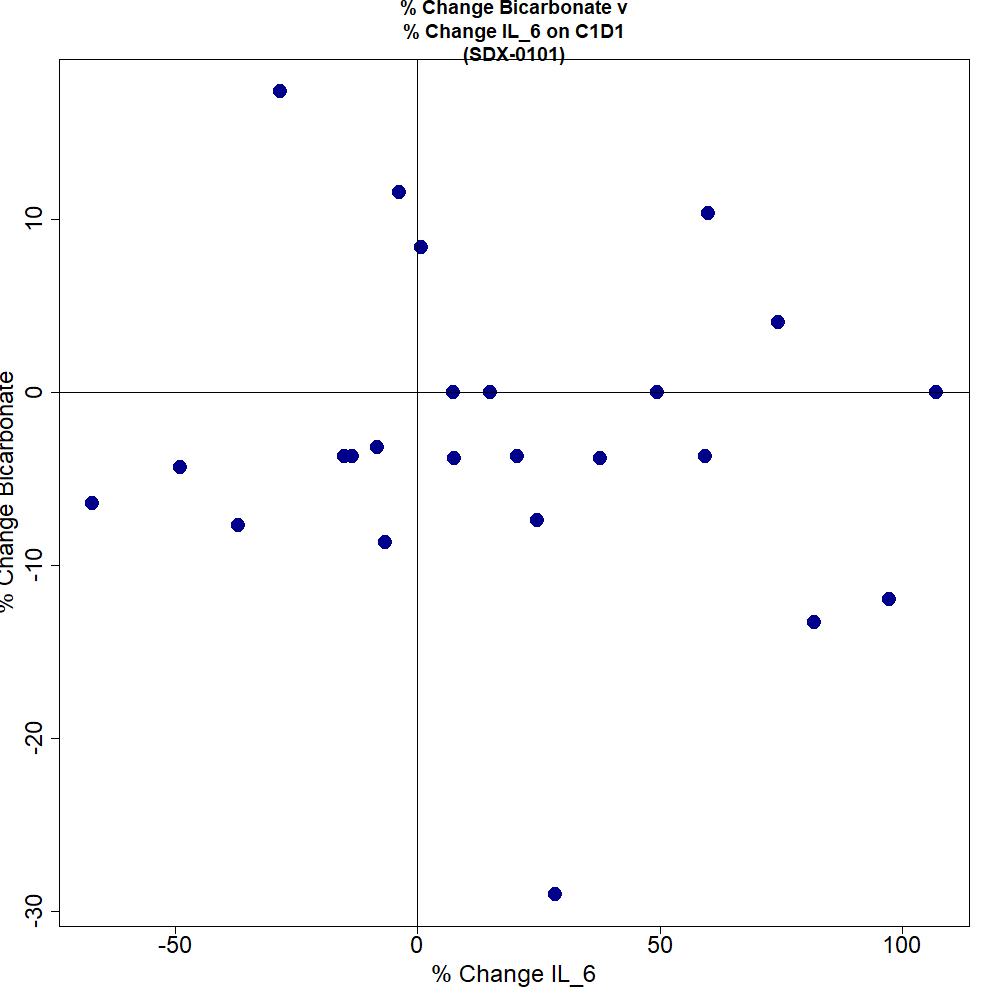 % Change Bicarbonate v
% Change IL_6 on C1D1
(SDX-0101)
% Change Bicarbonate
10
0
-10
-20
-30
-50
0
50
100
% Change IL_6